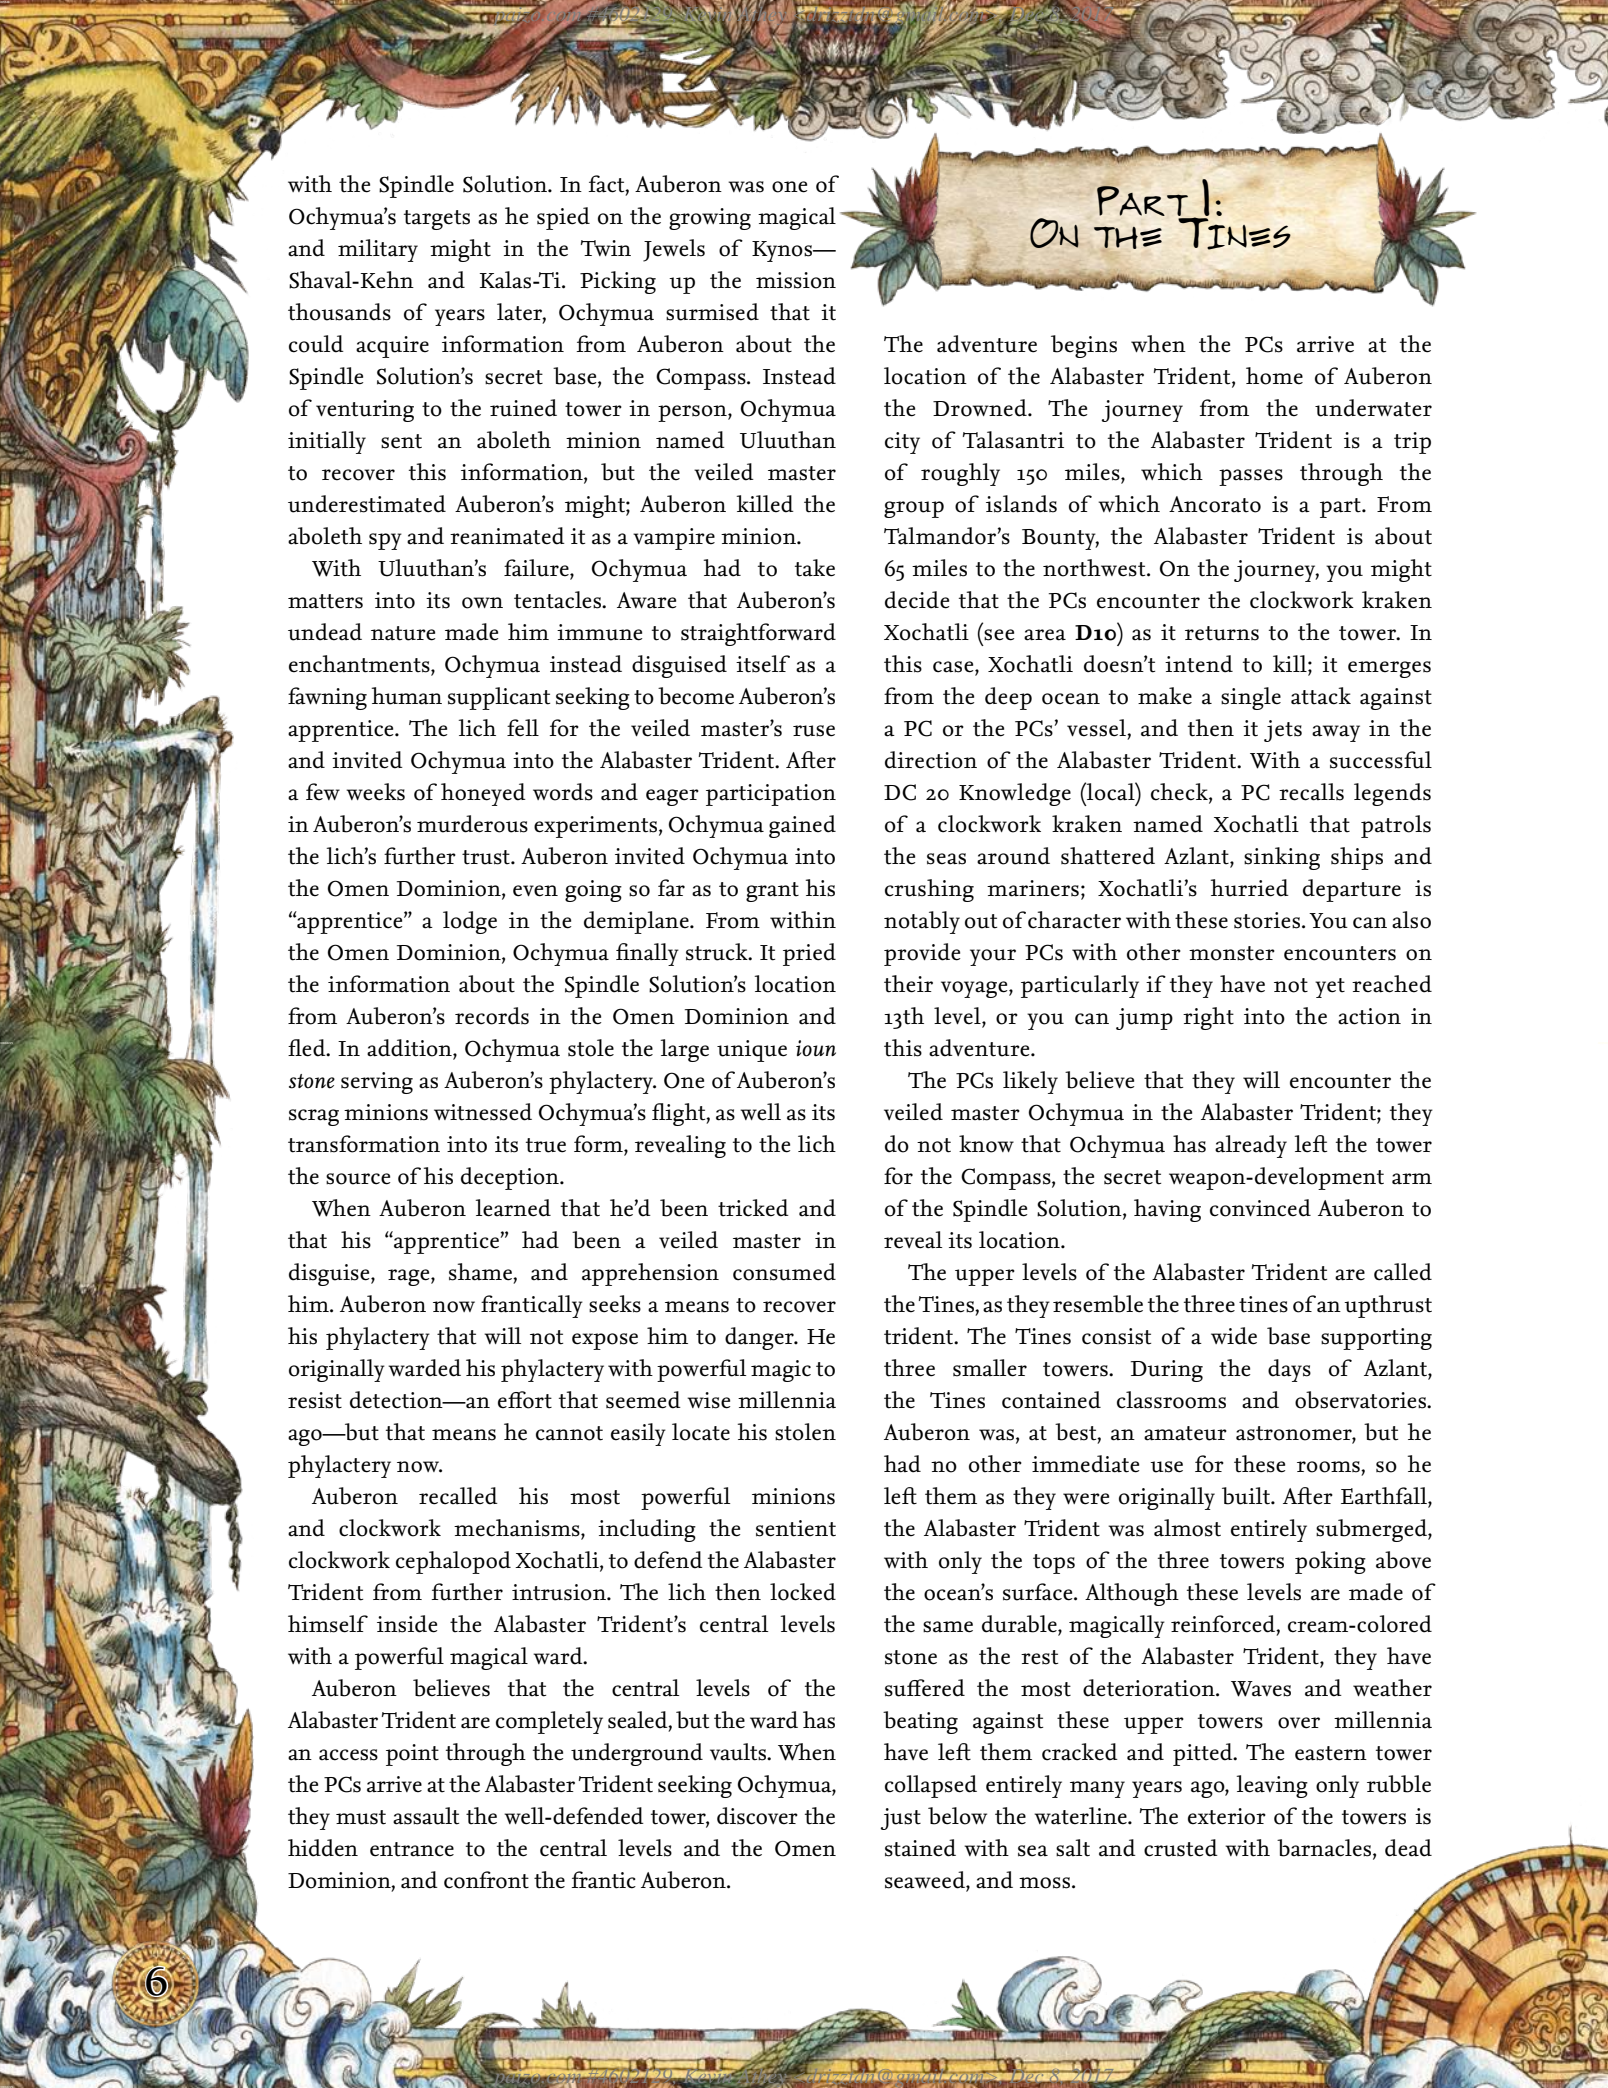 with the Spindle Solution. In fact, Auberon was one of
Ochymua's targets as he spied on the growing magical
and military might in the Twin Jewels of Kynos—
Shaval-Kehn and Kalas-Ti. Picking up the mission
thousands of years later, Ochymua surmised that it
could acquire information from Auberon about the
Spindle Solution's secret base, the Compass. Instead
of venturing to the ruined tower in person, Ochymua
initially sent an aboleth minion named Uluuthan
to recover this information, but the veiled master
underestimated Auberon's might; Auberon killed the
aboleth spy and reanimated it as a vampire minion.
With Uluuthan's failure, Ochymua had to take
matters into its own tentacles. Aware that Auberon's
undead nature made him immune to straightforward
enchantments, Ochymua instead disguised itself as a
fawning human supplicant seeking to become Auberon's
apprentice. The lich fell for the veiled master's ruse
and invited Ochymua into the Alabaster Trident. After
a few weeks of honeyed words and eager participation
in Auberon's murderous experiments, Ochymua gained
the lich's further trust. Auberon invited Ochymua into
the Omen Dominion, even going so far as to grant his
“apprentice” a lodge in the demiplane. From within
the Omen Dominion, Ochymua finally struck. It pried
the information about the Spindle Solution's location
from Auberon's records in the Omen Dominion and
fled. In addition, Ochymua stole the large unique ioun
stone serving as Auberon's phylactery. One of Auberon's
scrag minions witnessed Ochymua's flight, as well as its
transformation into its true form, revealing to the lich
the source of his deception.
When Auberon learned that he'd been tricked and
that his “apprentice” had been a veiled master in
disguise, rage, shame, and apprehension consumed
him. Auberon now frantically seeks a means to recover
his phylactery that will not expose him to danger. He
originally warded his phylactery with powerful magic to
resist detection—an effort that seemed wise millennia
ago—but that means he cannot easily locate his stolen
phylactery now.
Auberon recalled his most powerful minions
and clockwork mechanisms, including the sentient
clockwork cephalopod Xochatli, to defend the Alabaster
Trident from further intrusion. The lich then locked
himself inside the Alabaster Trident's central levels
with a powerful magical ward.
Auberon believes that the central levels of the
Alabaster Trident are completely sealed, but the ward has
an access point through the underground vaults. When
the PCs arrive at the Alabaster Trident seeking Ochymua,
they must assault the well-defended tower, discover the
hidden entrance to the central levels and the Omen
Dominion, and confront the frantic Auberon.
Part 1:
On the Tines
The adventure begins when the PCs arrive at the
location of the Alabaster Trident, home of Auberon
the Drowned. The journey from the underwater
city of Talasantri to the Alabaster Trident is a trip
of roughly 150 miles, which passes through the
group of islands of which Ancorato is a part. From
Talmandor's Bounty, the Alabaster Trident is about
65 miles to the northwest. On the journey, you might
decide that the PCs encounter the clockwork kraken
Xochatli (see area D10) as it returns to the tower. In
this case, Xochatli doesn't intend to kill; it emerges
from the deep ocean to make a single attack against
a PC or the PCs' vessel, and then it jets away in the
direction of the Alabaster Trident. With a successful
DC 20 Knowledge (local) check, a PC recalls legends
of a clockwork kraken named Xochatli that patrols
the seas around shattered Azlant, sinking ships and
crushing mariners; Xochatli's hurried departure is
notably out of character with these stories. You can also
provide your PCs with other monster encounters on
their voyage, particularly if they have not yet reached
13th level, or you can jump right into the action in
this adventure.
The PCs likely believe that they will encounter the
veiled master Ochymua in the Alabaster Trident; they
do not know that Ochymua has already left the tower
for the Compass, the secret weapon-development arm
of the Spindle Solution, having convinced Auberon to
reveal its location.
The upper levels of the Alabaster Trident are called
the Tines, as they resemble the three tines of an upthrust
trident. The Tines consist of a wide base supporting
three smaller towers. During the days of Azlant,
the Tines contained classrooms and observatories.
Auberon was, at best, an amateur astronomer, but he
had no other immediate use for these rooms, so he
left them as they were originally built. After Earthfall,
the Alabaster Trident was almost entirely submerged,
with only the tops of the three towers poking above
the ocean's surface. Although these levels are made of
the same durable, magically reinforced, cream-colored
stone as the rest of the Alabaster Trident, they have
suffered the most deterioration. Waves and weather
beating against these upper towers over millennia
have left them cracked and pitted. The eastern tower
collapsed entirely many years ago, leaving only rubble
just below the waterline. The exterior of the towers is
stained with sea salt and crusted with barnacles, dead
seaweed, and moss.
6
paizo.com #4602129, Dec 8, 2017